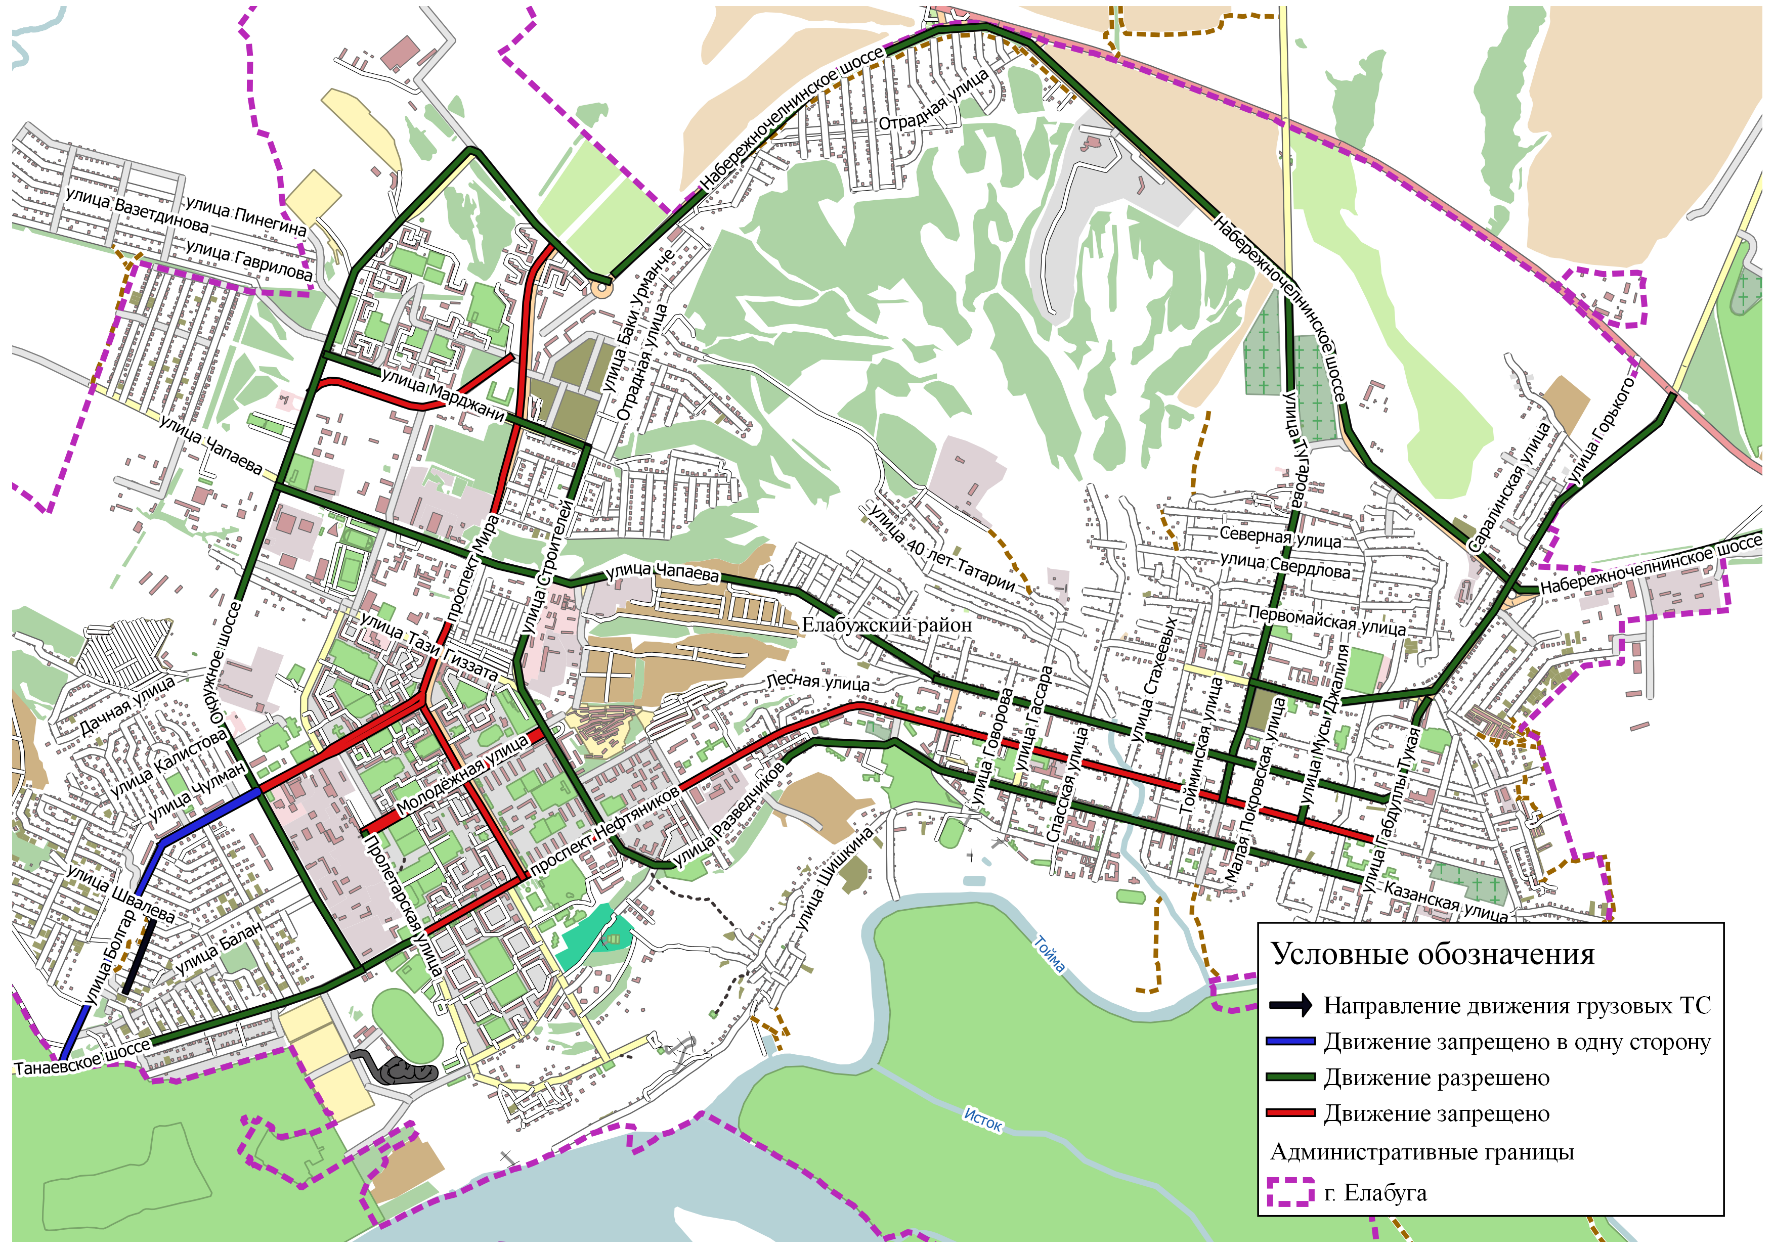 Набережночелнинское шоссе
Отрадная улица
улица Пинегина
улица Вазетдинова
улица Гаврилова
Набережночелнинское шоссе
улица Баки Урманче
Отрадная улица
улица Марджани
улица Чапаева
улица Тугарова
улица Горького
Саралинская улица
проспект Мира
улица Строителей
улица 40 лет Татарии
Северная улица
улица Свердлова
Набережночелнинское шоссе
улица Чапаева
Первомайская улица
Елабужский район
улица Тази Гиззата
Окружное шоссе
Дачная улица
Лесная улица
улица Стахеевых
улица Мусы Джалиля
улица Говорова
улица Гассара
Тойминская улица
Малая Покровская улица
улица Габдуллы Тукая
Спасская улица
улица Калистова
улица Чулман
Молодёжная улица
проспект Нефтяников
улица Разведчиков
улица Шишкина
Пролетарская улица
улица Швалева
улица Болгар
улица Балан
Казанская улица
Танаевское шоссе
Тойма
Исток
Условные обозначения
Направление движения грузовых ТС
Движение запрещено в одну сторону
Движение разрешено
Движение запрещено
Административные границы
г. Елабуга